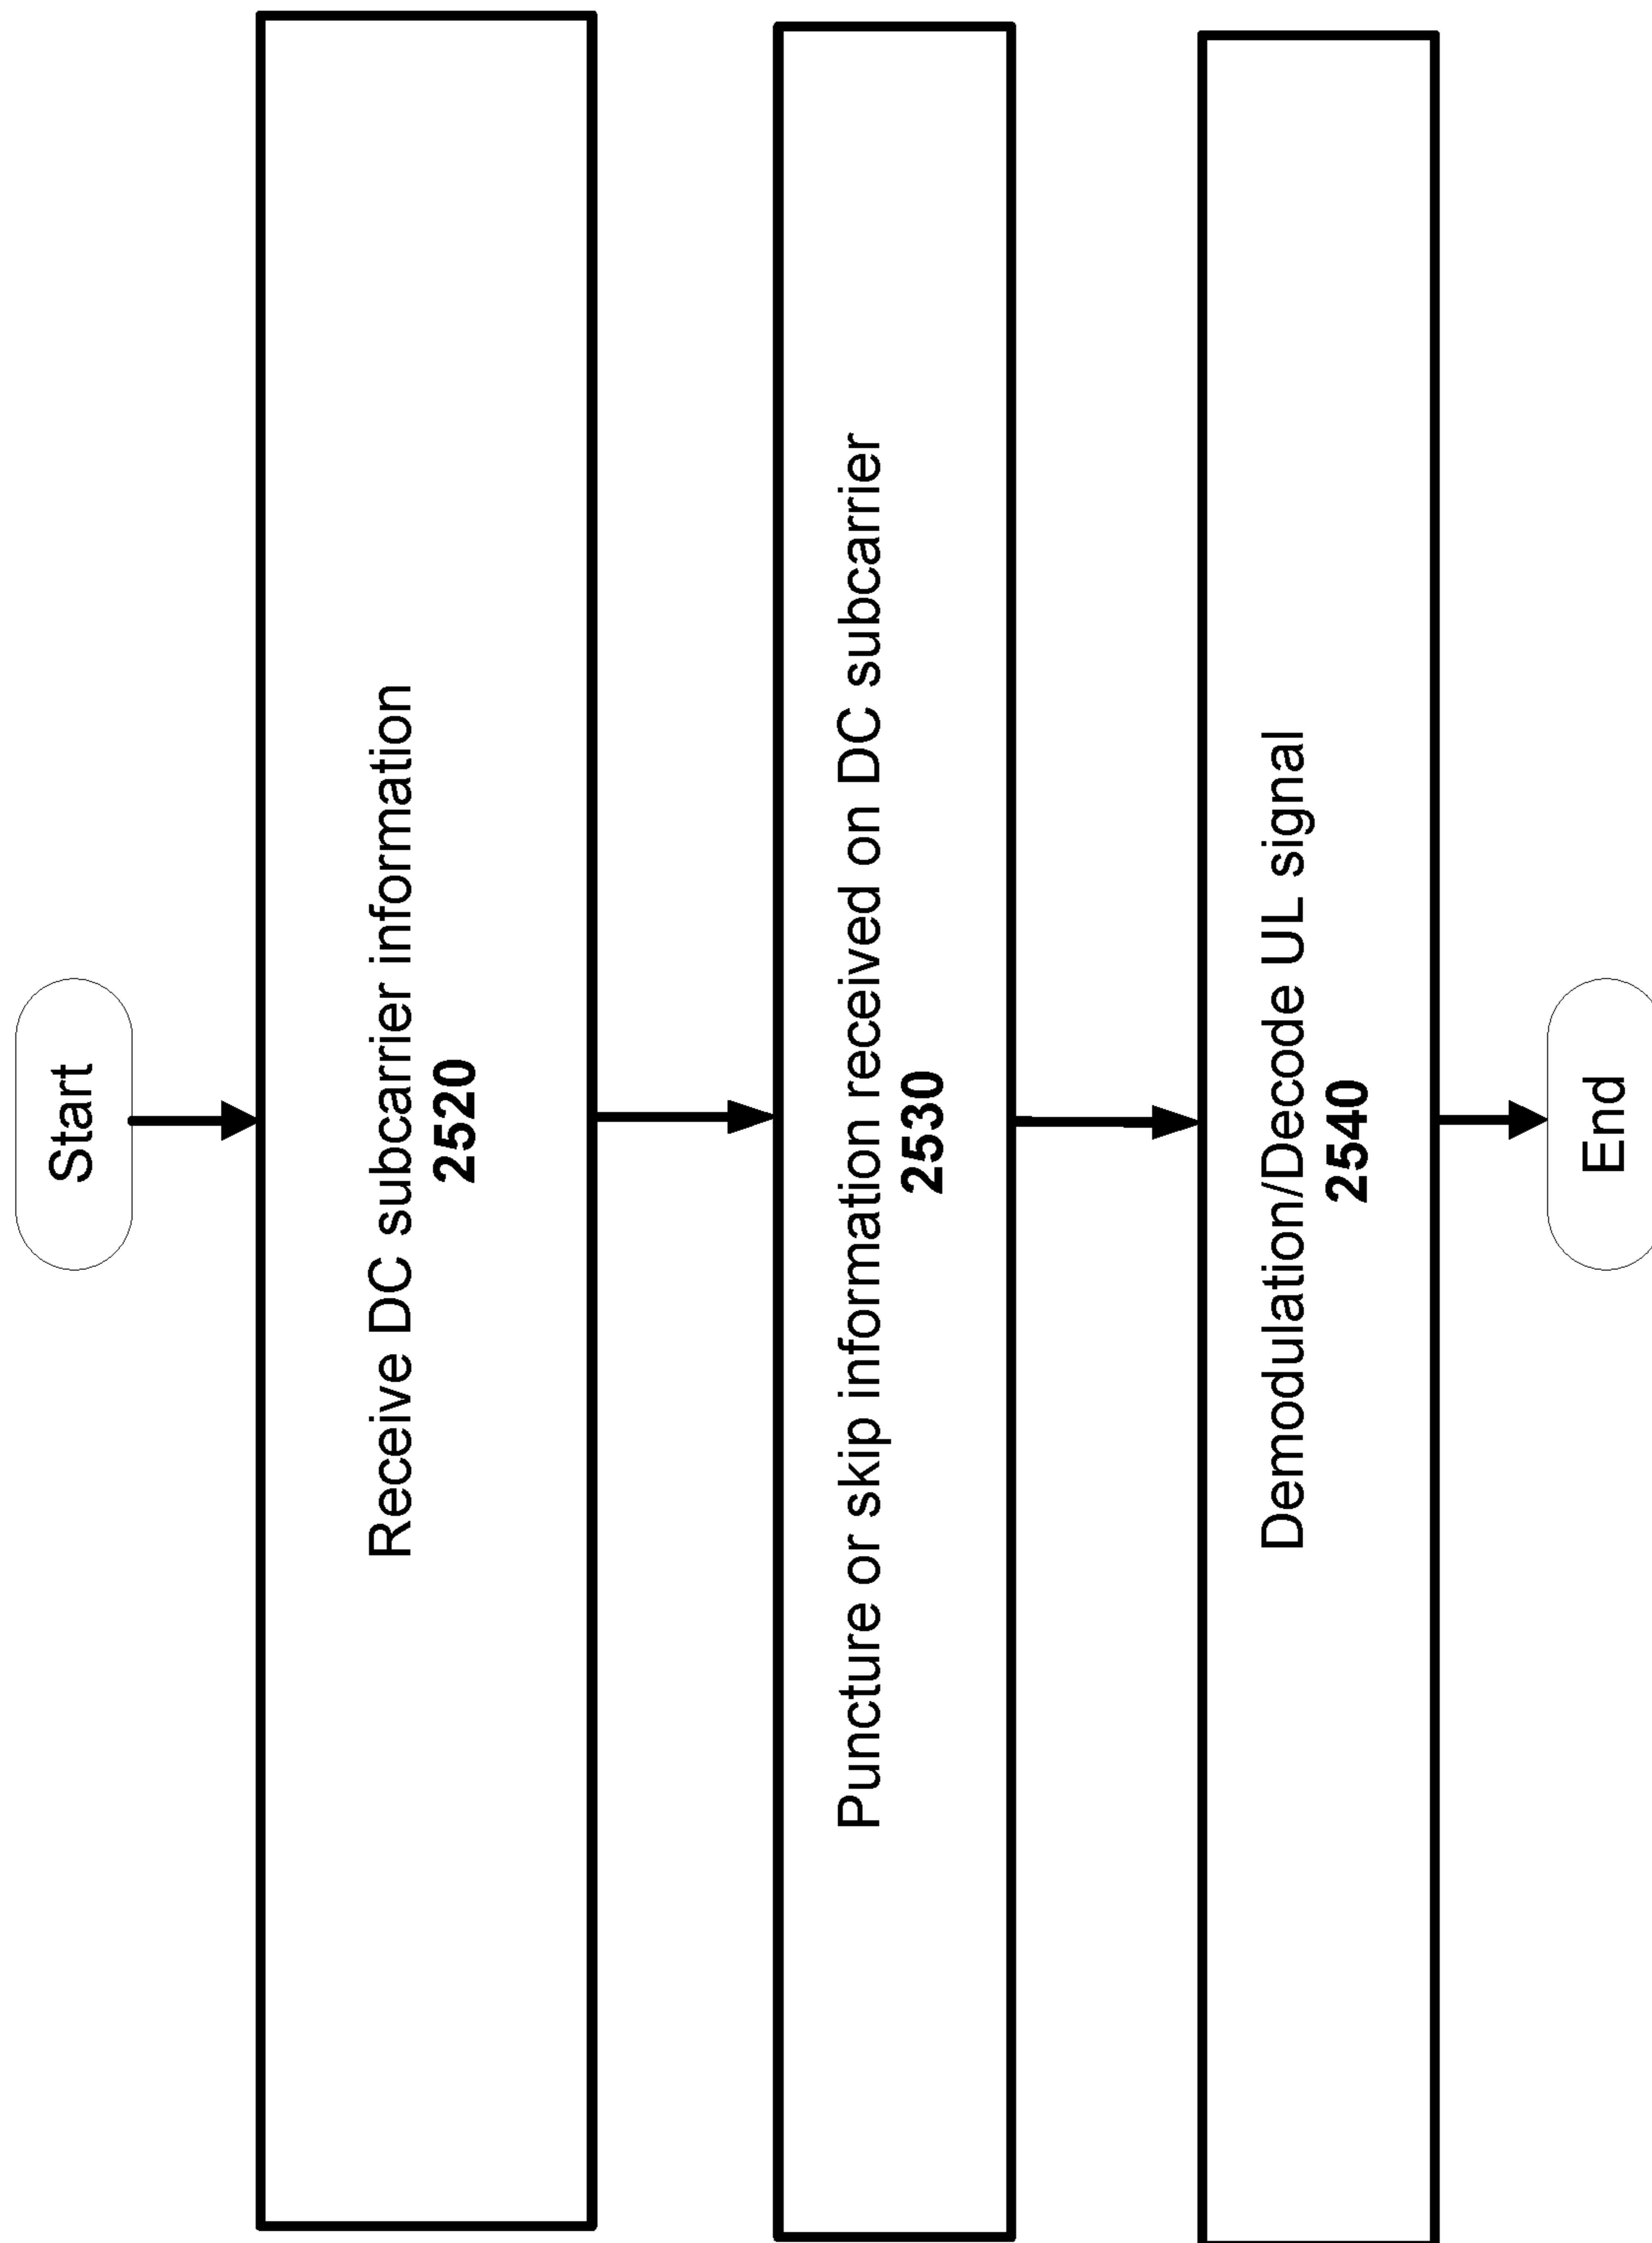 Start
Receive DC subcarrier information
2520
Puncture or skip information received on DC subcarrier
2530
Demodulation/Decode UL signal
2540
End